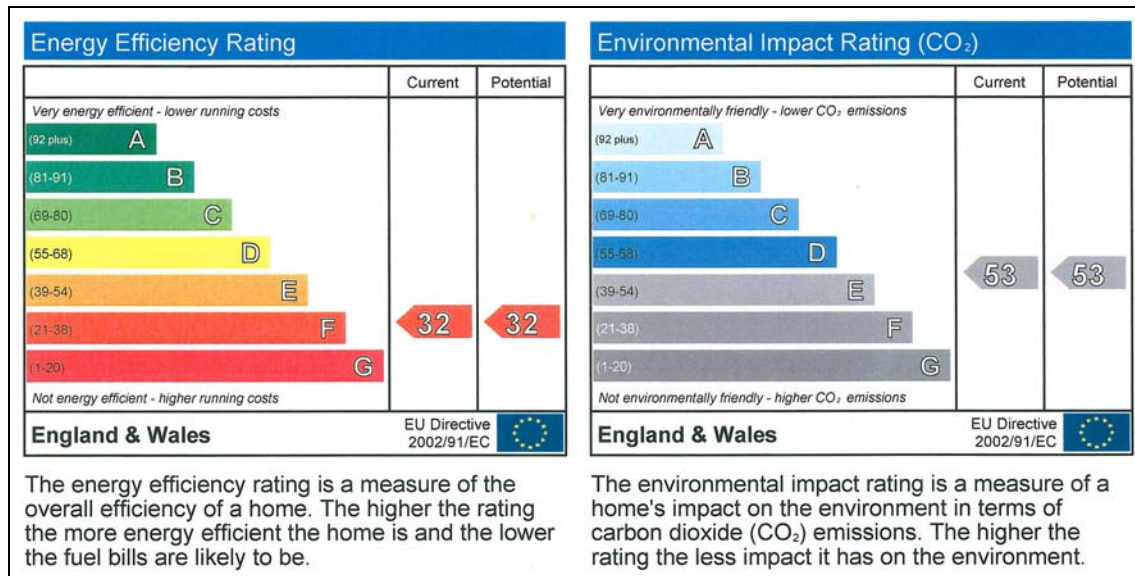 Energy Efficiency Rating
Current Potential
Very energy efficient - lower running costs
(92 plus) A
(81-91) B
(69-80) C
(55-68) D
(39-54) E
(21-38) F
32 32
(1-20) G
Not energy efficient - higher running costs
England & Wales
EU Directive
2002/91/EC
The energy efficiency rating is a measure of the
overall efficiency of a home. The higher the rating
the more energy efficient the home is and the lower
the fuel bills are likely to be.
Environmental Impact Rating (CO₂)
Current Potential
Very environmentally friendly - lower CO₂ emissions
(92 plus) A
(81-91) B
(69-80) C
(55-68) D
53 53
(39-54) E
(21-38) F
(1-20) G
Not environmentally friendly - higher CO₂ emissions
England & Wales
EU Directive
2002/91/EC
The environmental impact rating is a measure of a
home's impact on the environment in terms of
carbon dioxide (CO₂) emissions. The higher the
rating the less impact it has on the environment.